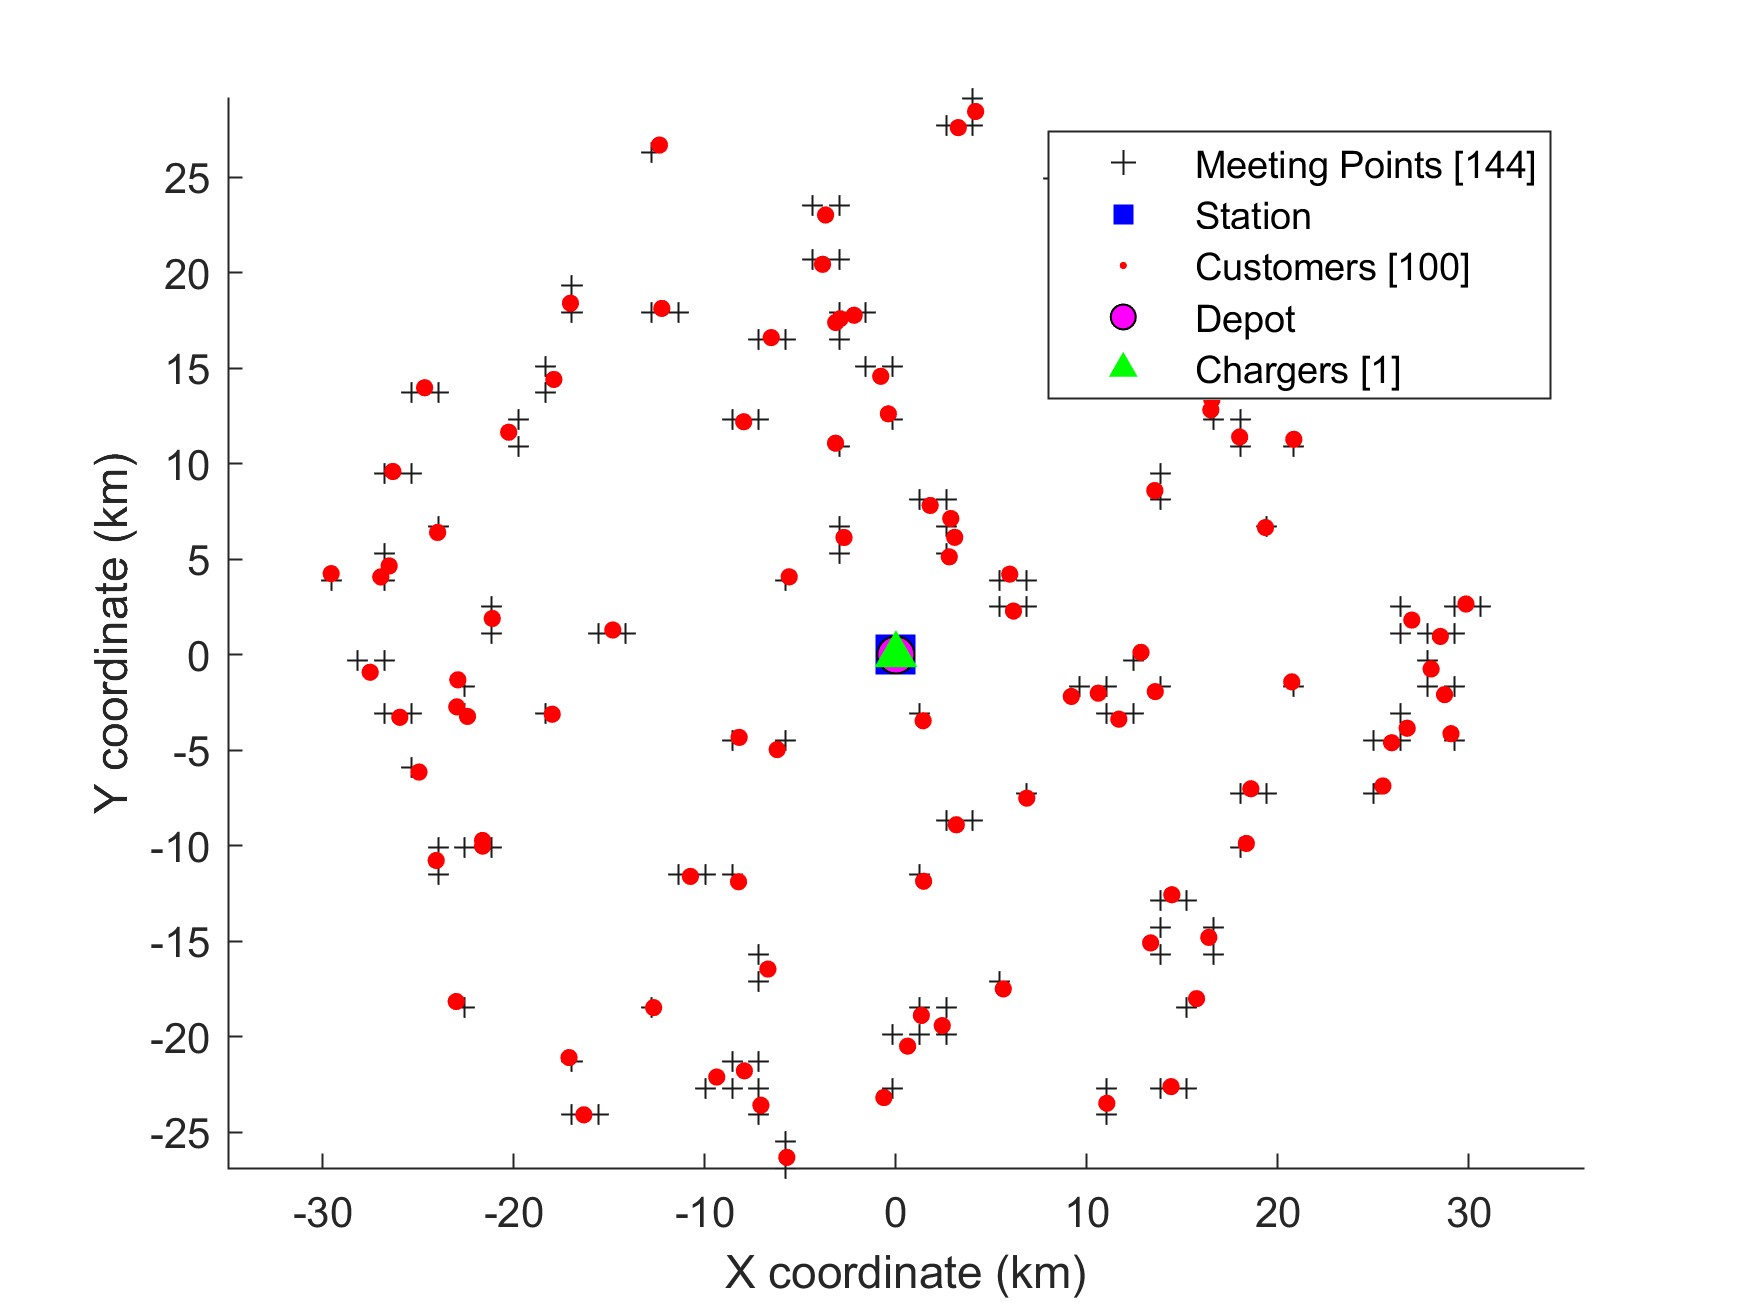 Meeting Points [144]
Station
Customers [100]
Depot
Chargers [1]
25
20
15
10
5
0
-5
-10
-15
-20
-25
Y coordinate (km)
-30 -20 -10 0 10 20 30
X coordinate (km)